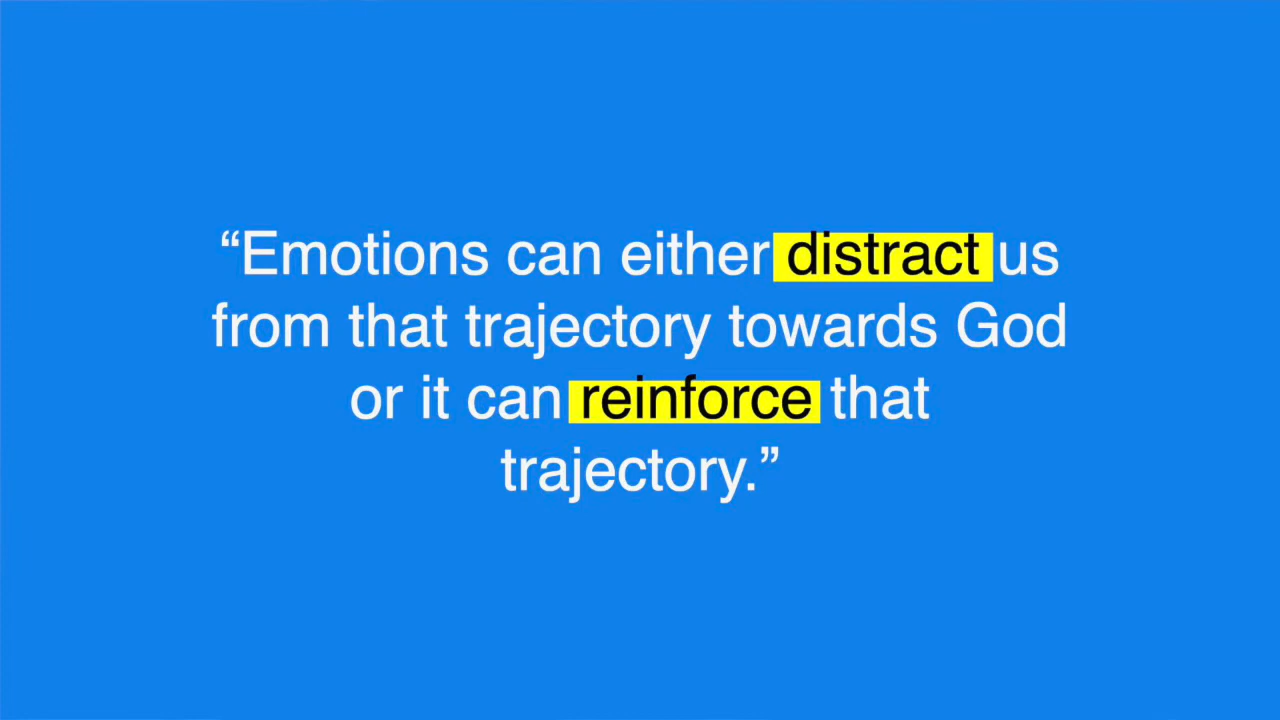 “Emotions can either distract us
from that trajectory towards God
or it can reinforce that
trajectory.”